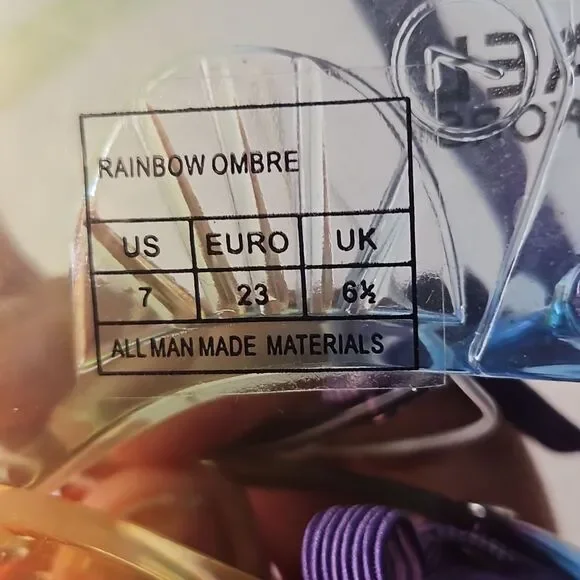 RAINBOW OMBRE
US EURO UK
7 23 6½
ALL MAN MADE MATERIALS